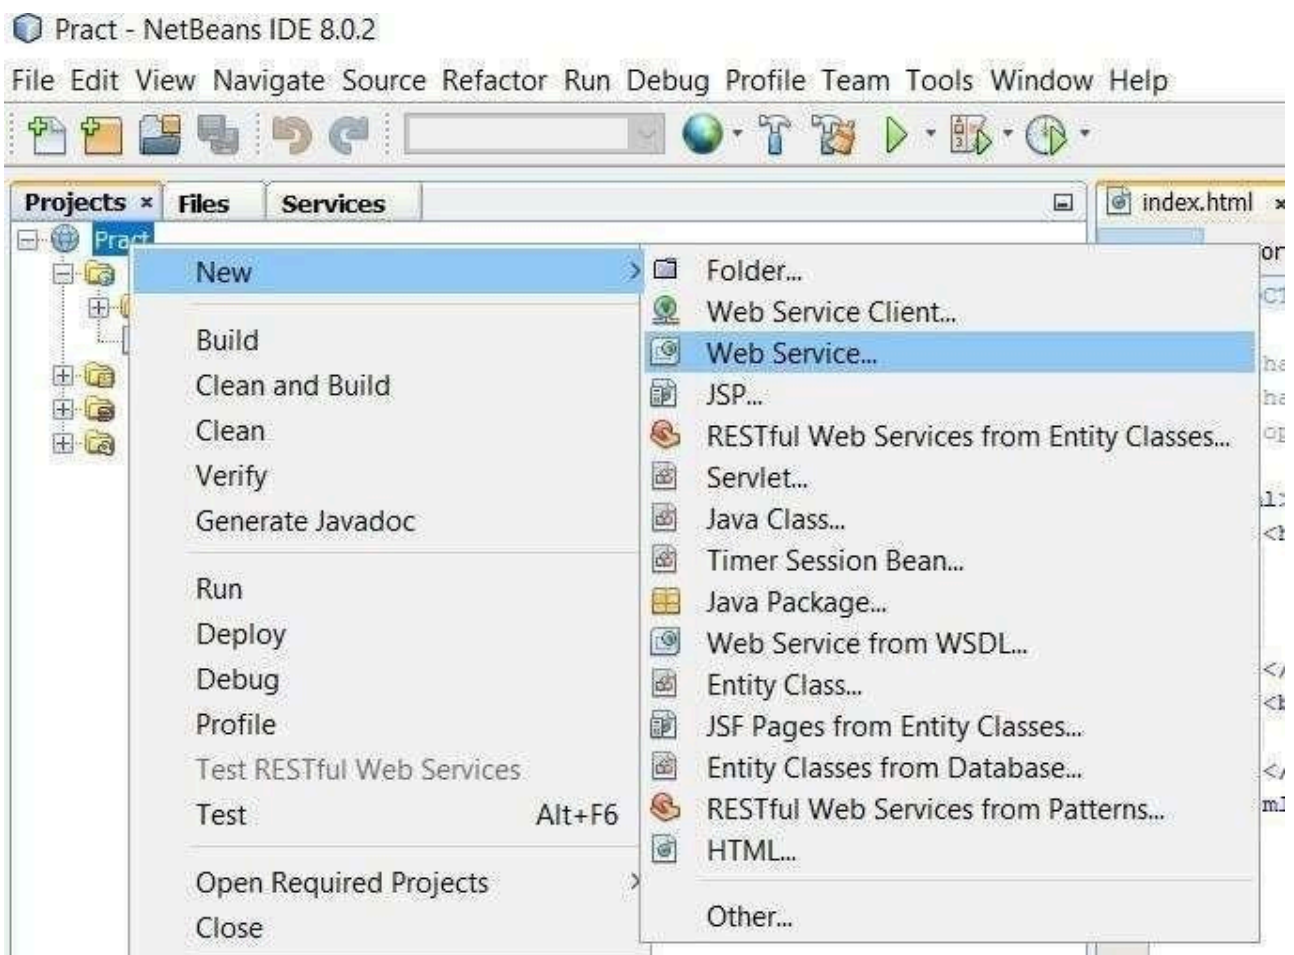 Pract - NetBeans IDE 8.0.2
File Edit View Navigate Source Refactor Run Debug Profile Team Tools Window Help
Projects × Files Services
index.html ×
Pract
New
Build
Clean and Build
Clean
Verify
Generate Javadoc
Run
Deploy
Debug
Profile
Test RESTful Web Services
Test Alt+F6
Open Required Projects
Close
Folder...
Web Service Client...
Web Service...
JSP...
RESTful Web Services from Entity Classes...
Servlet...
Java Class...
Timer Session Bean...
Java Package...
Web Service from WSDL...
Entity Class...
JSF Pages from Entity Classes...
Entity Classes from Database...
RESTful Web Services from Patterns...
HTML...
Other...